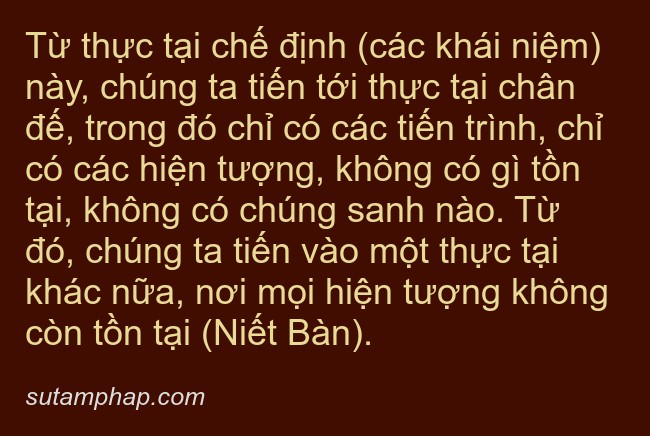 Từ thực tại chế định (các khái niệm)
này, chúng ta tiến tới thực tại chân
đế, trong đó chỉ có các tiến trình, chỉ
có các hiện tượng, không có gì tồn
tại, không có chúng sanh nào. Từ
đó, chúng ta tiến vào một thực tại
khác nữa, nơi mọi hiện tượng không
còn tồn tại (Niết Bàn).
sutamphap.com